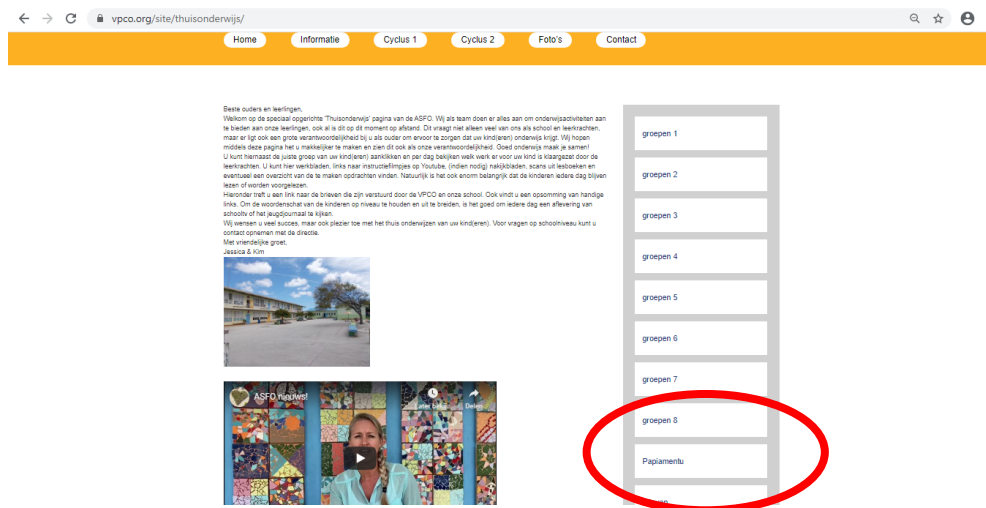 vpco.org/site/thuisonderwijs/
Home Informatie Cyclus 1 Cyclus 2 Foto's Contact
Beste ouders en leerlingen,
Welkom op de speciaal opgerichte 'Thuisonderwijs' pagina van de ASFO. Wij als team doen er alles aan om onderwijsactiviteiten aan
te bieden aan onze leerlingen, ook al is dit op dit moment op afstand. Dit vraagt niet alleen veel van ons als school en leerkrachten,
maar er ligt ook een grote verantwoordelijkheid bij u als ouder om ervoor te zorgen dat uw kind(eren) onderwijs krijgt. Wij hopen
middels deze pagina het u makkelijker te maken en zien dit ook als onze verantwoordelijkheid. Goed onderwijs maak je samen!
U kunt hiernaast de juiste groep van uw kind(eren) aanklikken en per dag bekijken welk werk er voor uw kind is klaargezet door de
leerkrachten. U kunt hier werkbladen, links naar instructiefilmpjes op Youtube, (indien nodig) nakijkbladen, scans uit lesboeken en
eventueel een overzicht van de te maken opdrachten vinden. Natuurlijk is het ook enorm belangrijk dat de kinderen iedere dag blijven
lezen of worden voorgelezen.
Hieronder treft u een link naar de brieven die zijn verstuurd door de VPCO en onze school. Ook vindt u een opsomming van handige
links. Om de woordenschat van de kinderen op niveau te houden en uit te breiden, is het goed om iedere dag een aflevering van
schooltv of het jeugdjournaal te kijken.
Wij wensen u veel succes, maar ook plezier toe met het thuis onderwijzen van uw kind(eren). Voor vragen op schoolniveau kunt u
contact opnemen met de directie.
Met vriendelijke groet,
Jessica & Kim
ASFO nieuws!
Later bekij
Delen
groepen 1
groepen 2
groepen 3
groepen 4
groepen 5
groepen 6
groepen 7
groepen 8
Papiamentu